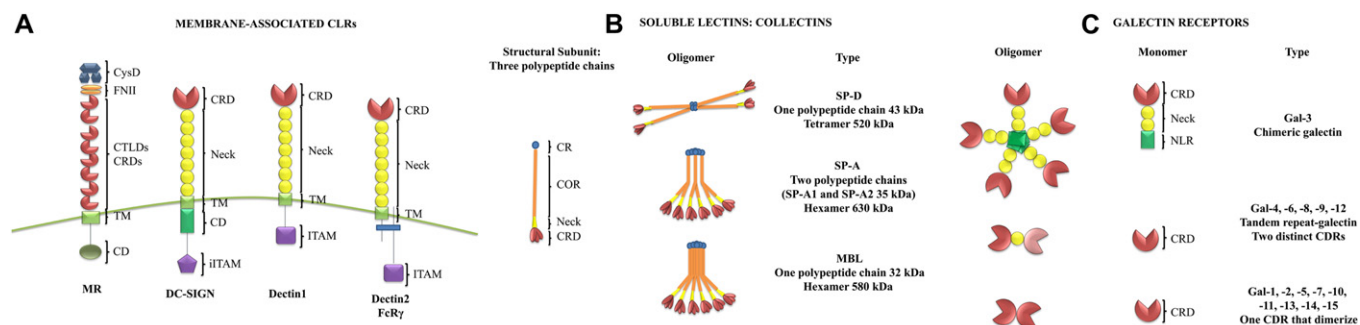 A
MEMBRANE-ASSOCIATED CLRs
CysD
FNII
CTLDs
CRDs
TM
CD
MR
CRD
Neck
TM
CD
iITAM
DC-SIGN
CRD
Neck
TM
ITAM
Dectin1
CRD
Neck
TM
ITAM
Dectin2
FcRγ
Structural Subunit:
Three polypeptide chains
CR
COR
Neck
CRD
B
SOLUBLE LECTINS: COLLECTINS
Oligomer
Type
SP-D
One polypeptide chain 43 kDa
Tetramer 520 kDa
SP-A
Two polypeptide chains
(SP-A1 and SP-A2 35 kDa)
Hexamer 630 kDa
MBL
One polypeptide chain 32 kDa
Hexamer 580 kDa
C
GALECTIN RECEPTORS
Oligomer
Monomer
Type
CRD
Neck
NLR
Gal-3
Chimeric galectin
CRD
Gal-4, -6, -8, -9, -12
Tandem repeat-galectin
Two distinct CDRs
CRD
Gal-1, -2, -5, -7, -10,
-11, -13, -14, -15
One CDR that dimerize